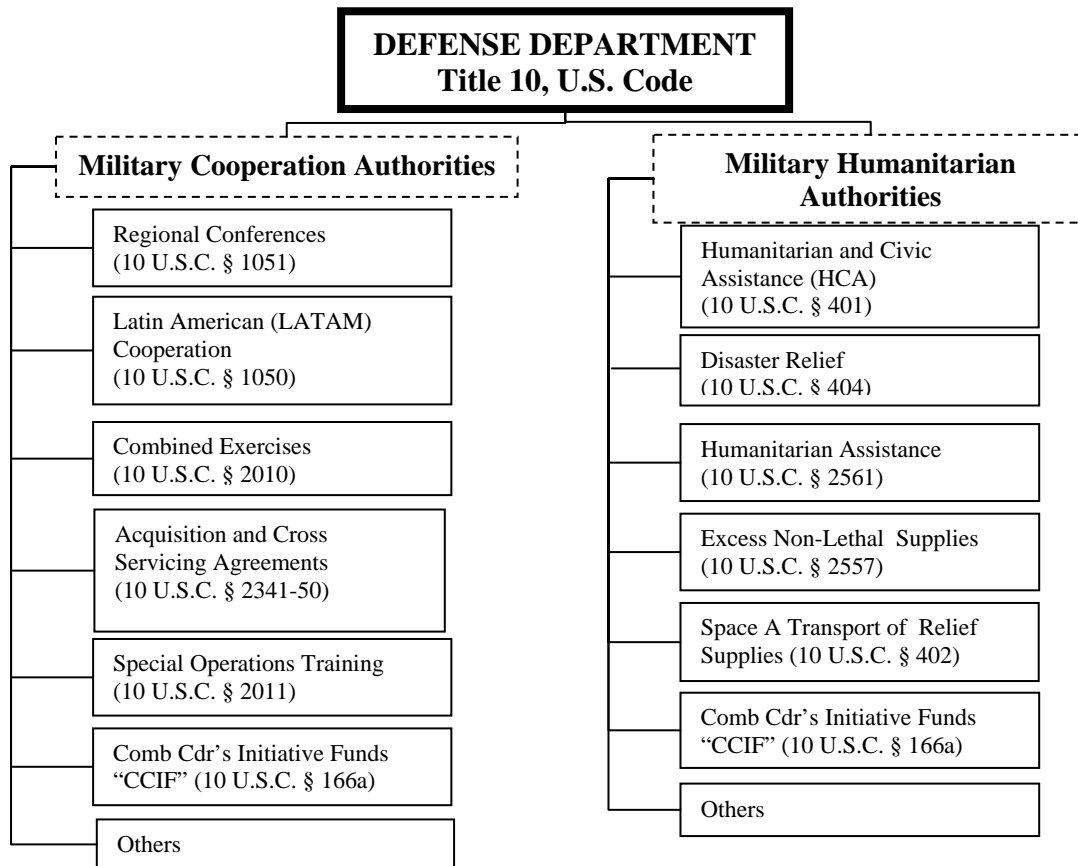 DEFENSE DEPARTMENT
Title 10, U.S. Code
Military Cooperation Authorities
Regional Conferences
(10 U.S.C. § 1051)
Latin American (LATAM)
Cooperation
(10 U.S.C. § 1050)
Combined Exercises
(10 U.S.C. § 2010)
Acquisition and Cross
Servicing Agreements
(10 U.S.C. § 2341-50)
Special Operations Training
(10 U.S.C. § 2011)
Comb Cdr’s Initiative Funds
“CCIF” (10 U.S.C. § 166a)
Others
Military Humanitarian
Authorities
Humanitarian and Civic
Assistance (HCA)
(10 U.S.C. § 401)
Disaster Relief
(10 U.S.C. § 404)
Humanitarian Assistance
(10 U.S.C. § 2561)
Excess Non-Lethal Supplies
(10 U.S.C. § 2557)
Space A Transport of Relief
Supplies (10 U.S.C. § 402)
Comb Cdr’s Initiative Funds
“CCIF” (10 U.S.C. § 166a)
Others